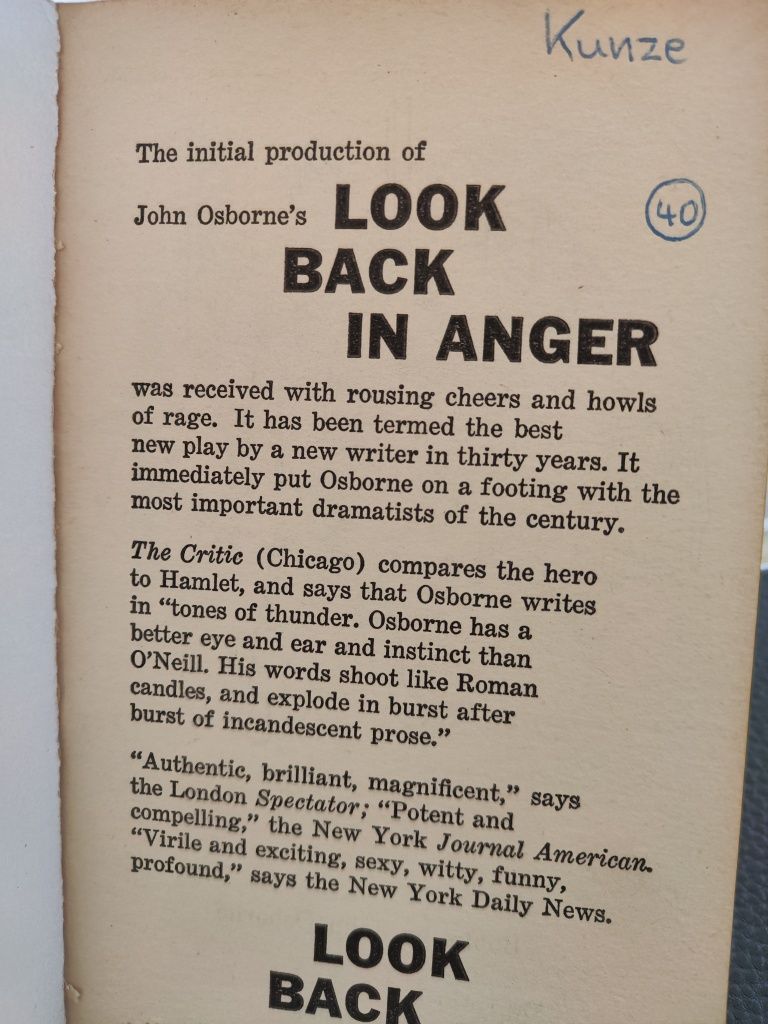 Kunze
The initial production of
John Osborne's LOOK
40
BACK
IN ANGER
was received with rousing cheers and howls
of rage. It has been termed the best
new play by a new writer in thirty years. It
immediately put Osborne on a footing with the
most important dramatists of the century.
The Critic (Chicago) compares the hero
to Hamlet, and says that Osborne writes
in “tones of thunder. Osborne has a
better eye and ear and instinct than
O'Neill. His words shoot like Roman
candles, and explode in burst after
burst of incandescent prose.”
“Authentic, brilliant, magnificent,” says
the London Spectator; “Potent and
compelling,” the New York Journal American.
“Virile and exciting, sexy, witty, funny,
profound,” says the New York Daily News.
LOOK
BACK